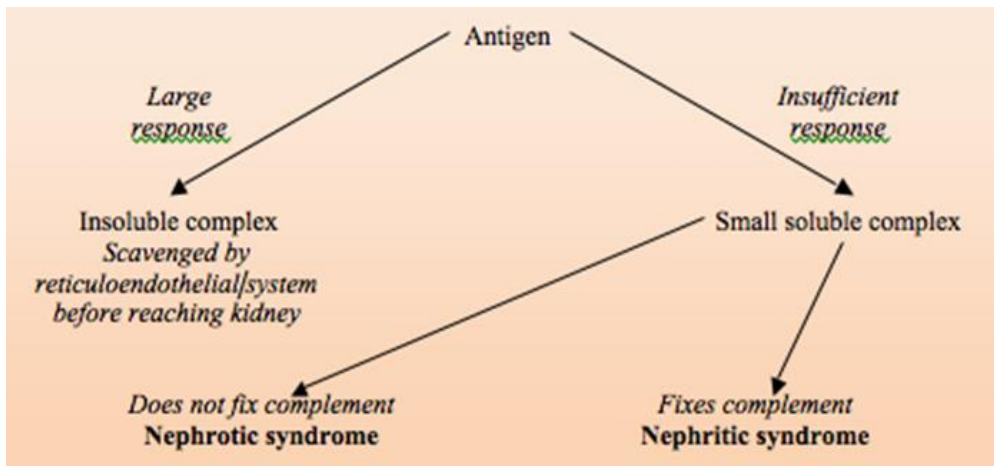 Antigen
Large
response
Insufficient
response
Insoluble complex
Scavenged by
reticuloendothelial/system
before reaching kidney
Small soluble complex
Does not fix complement
Nephrotic syndrome
Fixes complement
Nephritic syndrome